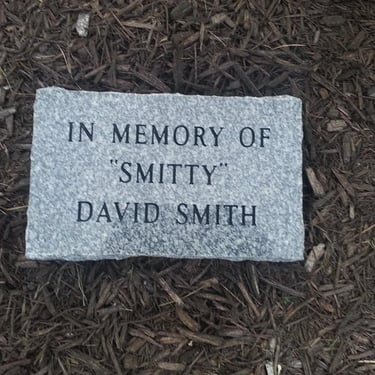 IN MEMORY OF
"SMITTY"
DAVID SMITH